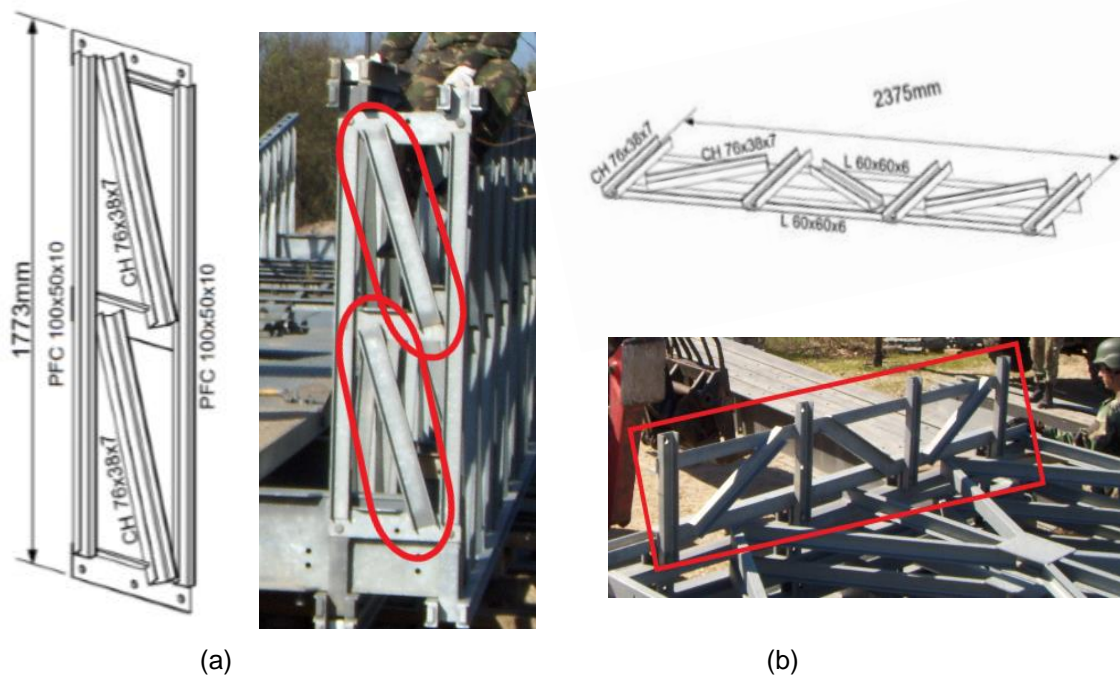 1773mm
PFC 100x50x10
CH 76x38x7
CH 76x38x7
PFC 100x50x10
2375mm
CH 76x38x7
CH 76x38x7
L 60x60x6
L 60x60x6
(a)
(b)